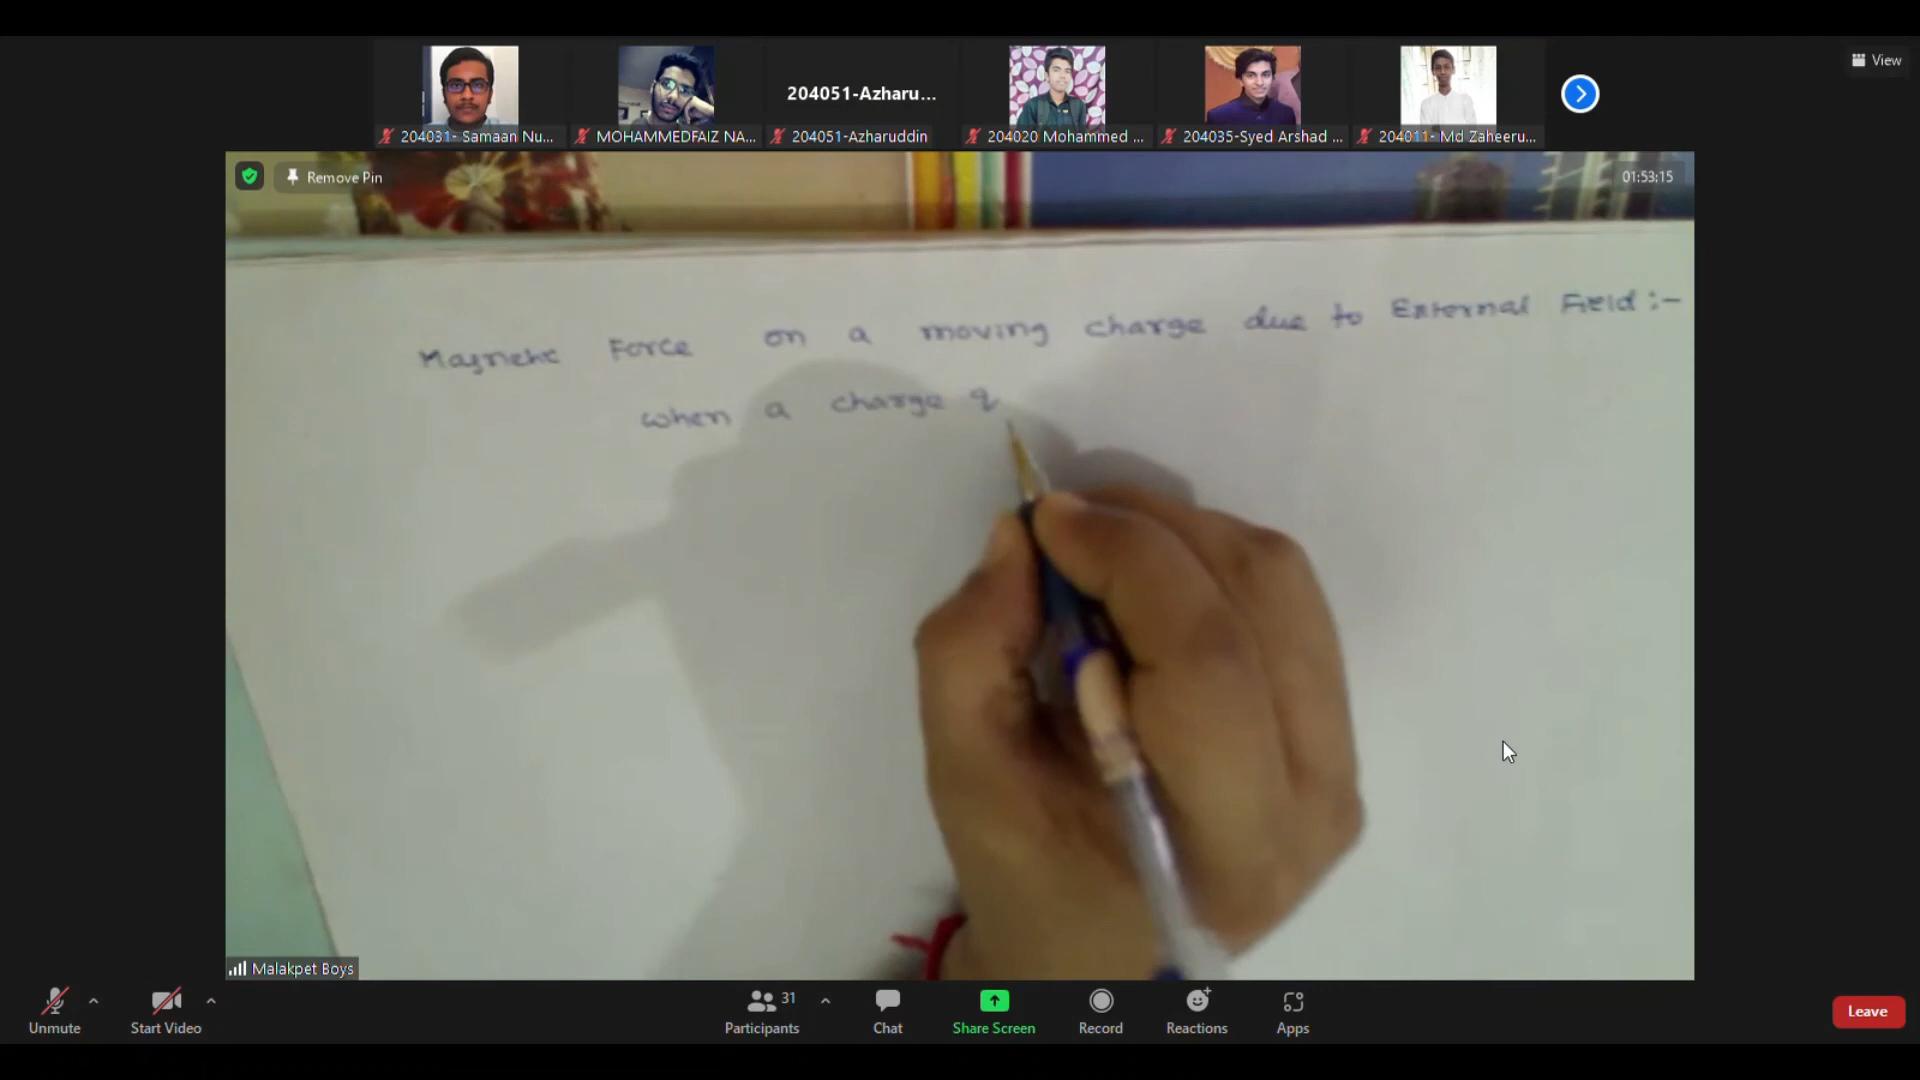 View
204051-Azharu...
204031- Samaan Nu...
MOHAMMEDFAIZ NA...
204051-Azharuddin
204020 Mohammed ...
204035-Syed Arshad ...
204011- Md Zaheeru...
Remove Pin
01:53:15
Magnetic Force on a moving charge due to External Field :-
when a charge q
Malakpet Boys
Unmute
Start Video
31
Participants
Chat
Share Screen
Record
Reactions
Apps
Leave